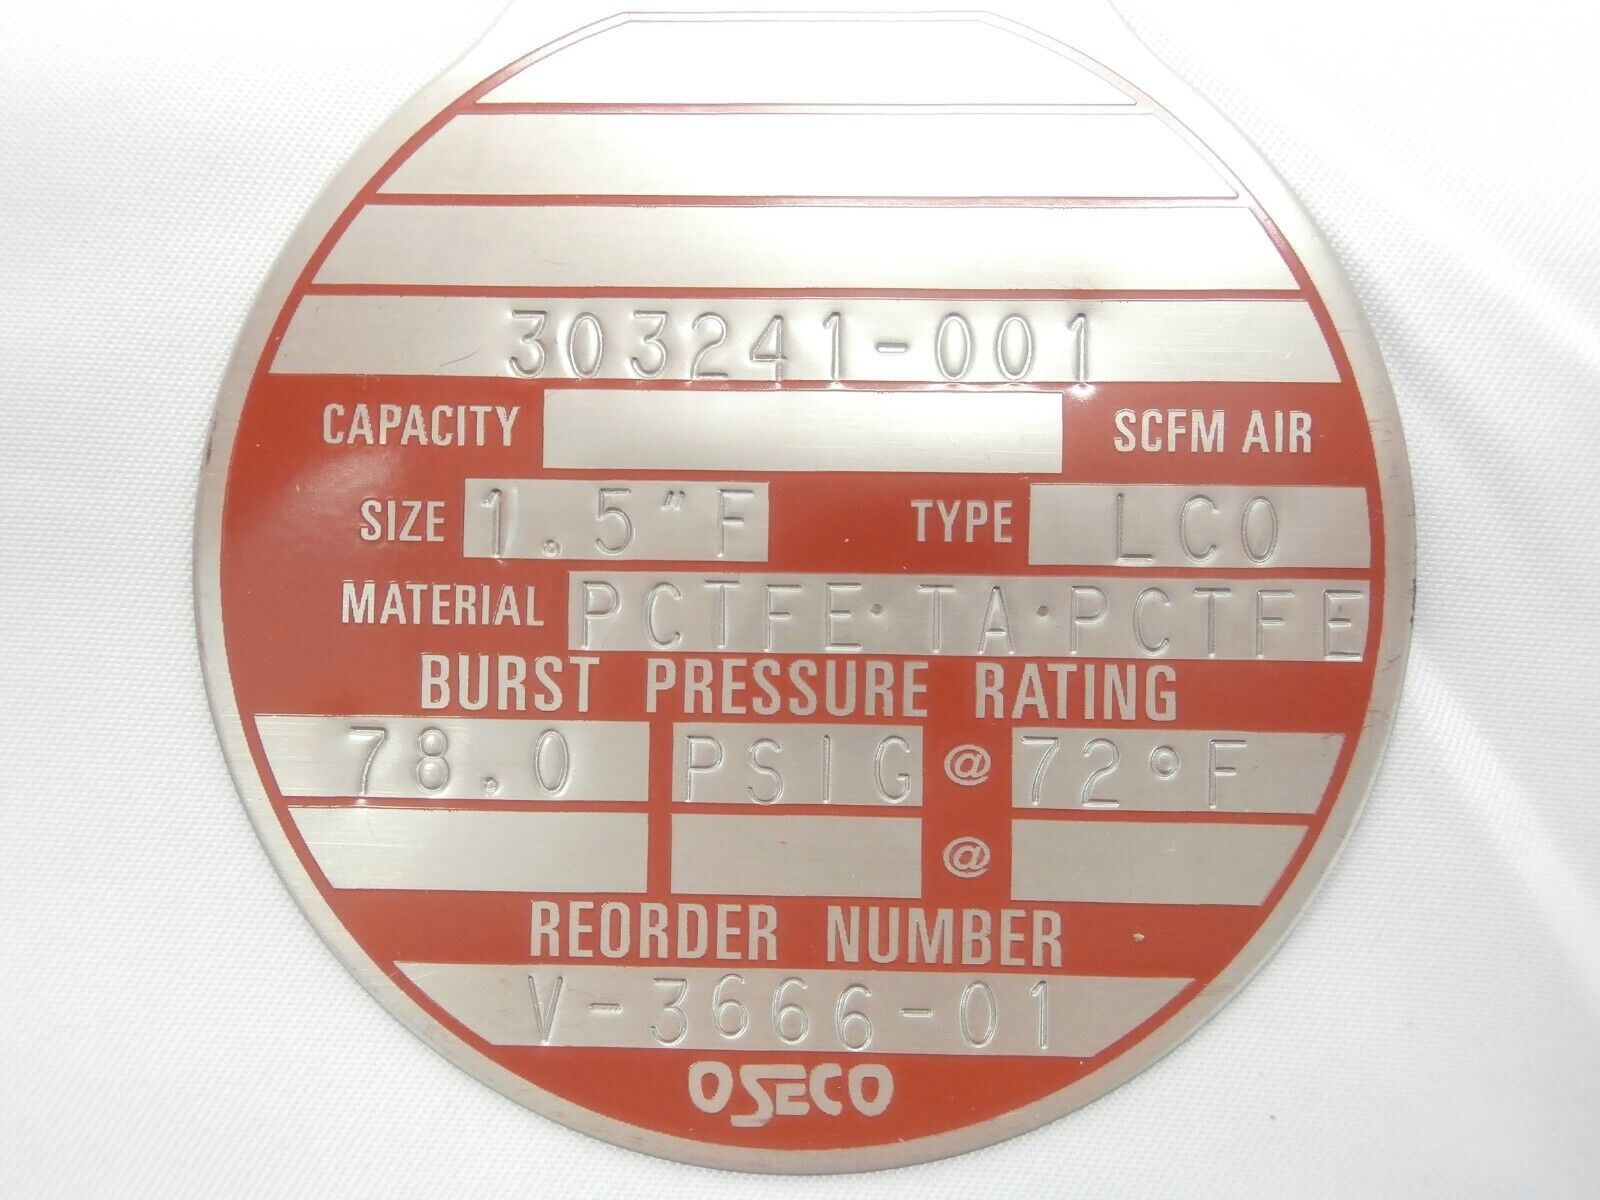 303241-001
CAPACITY SCFM AIR
SIZE 1.5"F TYPE LCO
MATERIAL PCTFE·TA·PCTFE
BURST PRESSURE RATING
78.0 PSIG @ 72°F
@
REORDER NUMBER
V-3666-01
OSECO